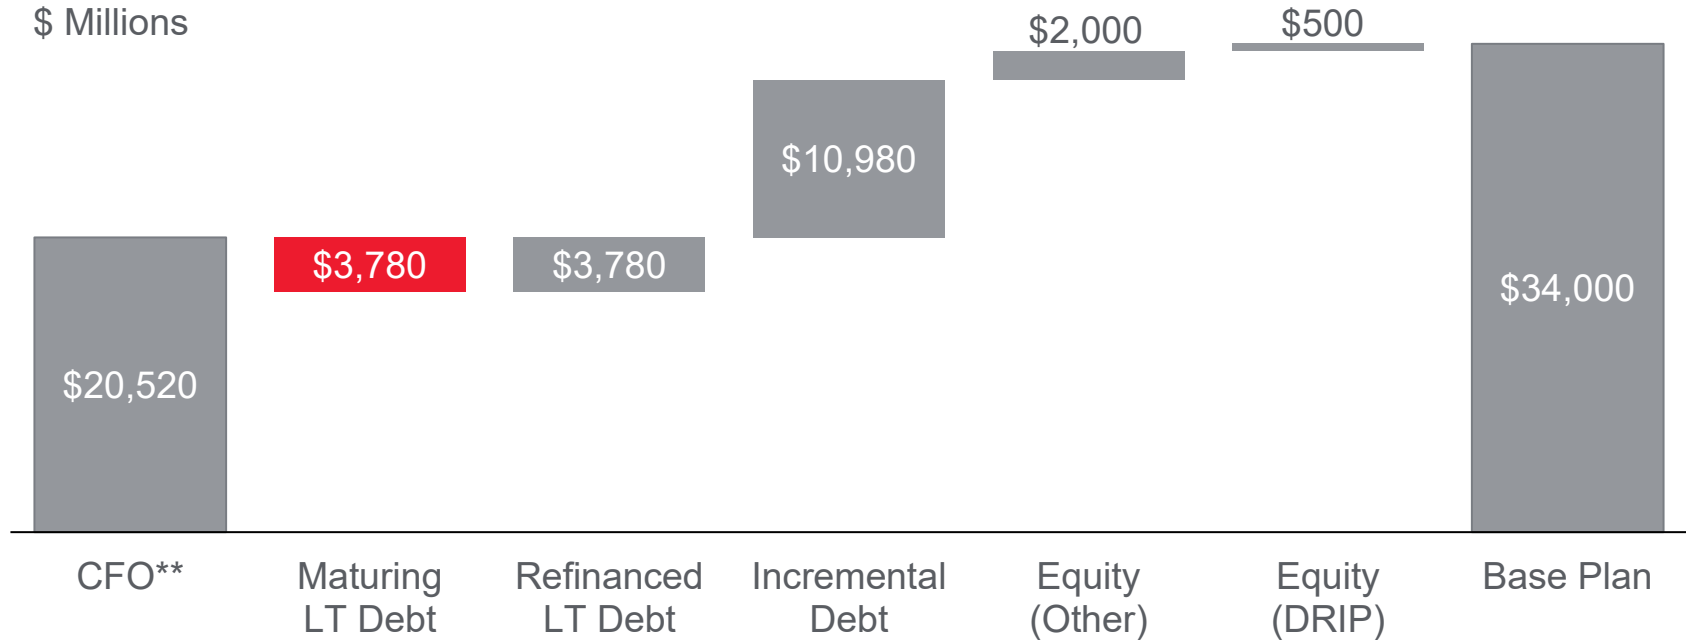 $ Millions
$2,000
$500
$10,980
$3,780
$3,780
$34,000
$20,520
CFO**
Maturing
LT Debt
Refinanced
LT Debt
Incremental
Debt
Equity
(Other)
Equity
(DRIP)
Base Plan